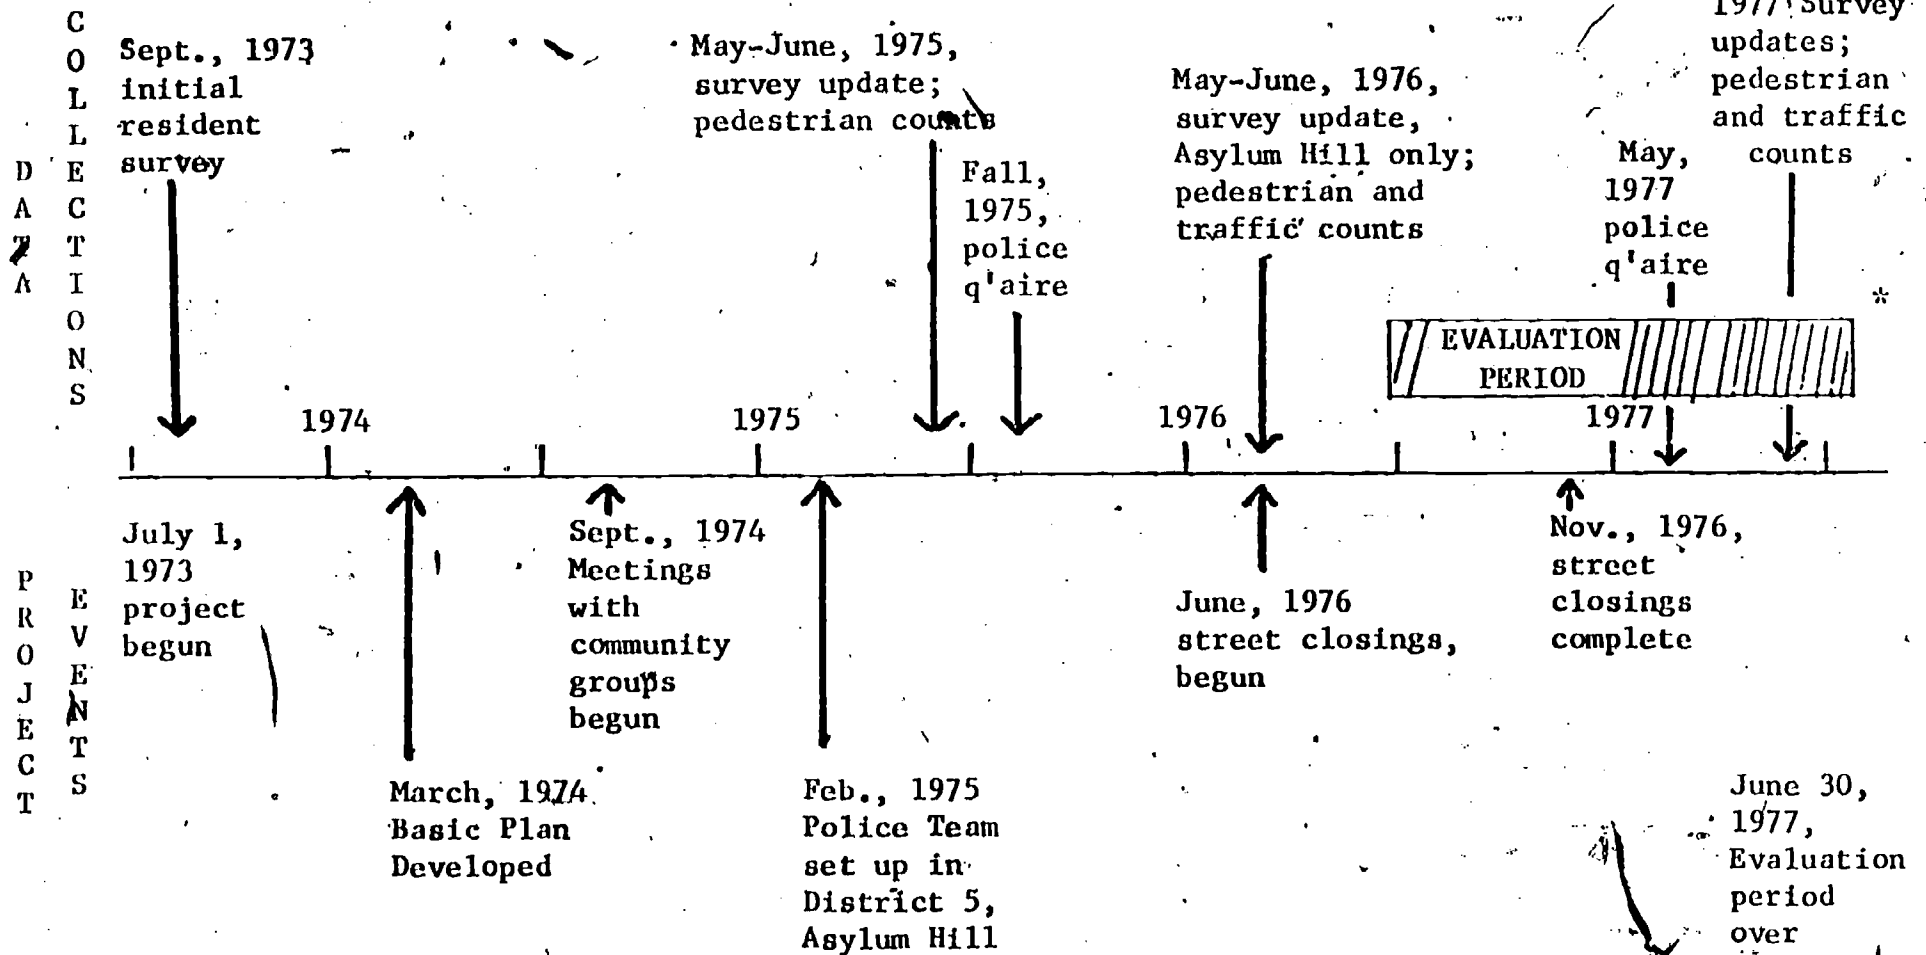 DATA COLLECTIONS
Sept., 1973
initial
resident
survey
May-June, 1975,
survey update;
pedestrian counts
Fall,
1975,
police
q'aire
May-June, 1976,
survey update,
Asylum Hill only;
pedestrian and
traffic counts
May,
1977
police
q'aire
1977 Survey
updates;
pedestrian
and traffic
counts
*
EVALUATION
PERIOD
1974
1975
1976
1977
PROJECT EVENTS
July 1,
1973
project
begun
March, 1974
Basic Plan
Developed
Sept., 1974
Meetings
with
community
groups
begun
Feb., 1975
Police Team
set up in
District 5,
Asylum Hill
June, 1976
street closings,
begun
Nov., 1976,
street
closings
complete
June 30,
1977,
Evaluation
period
over